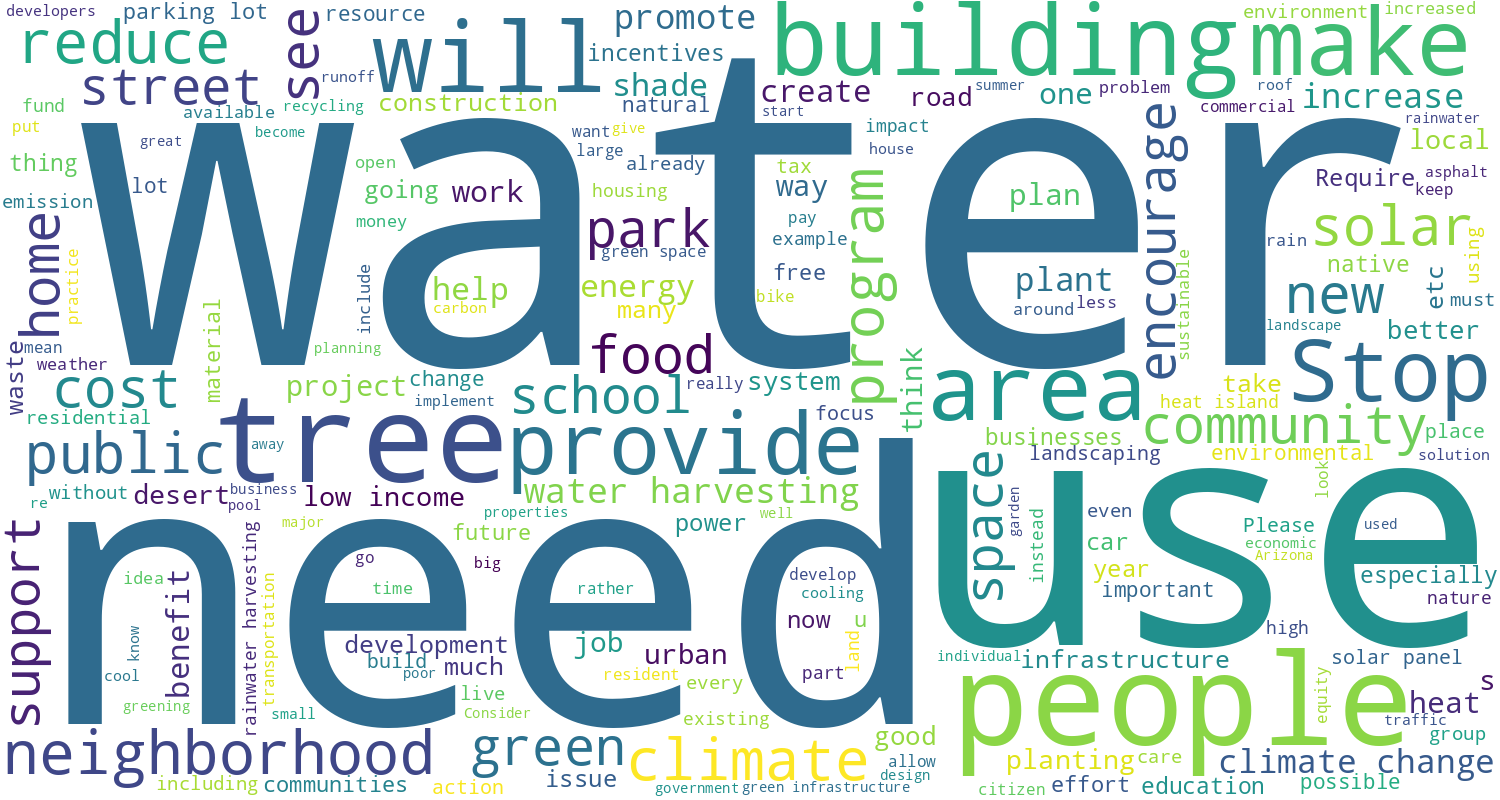 developers
parking lot
see
resource
promote
building
make
environment
increased
reduce
will
incentives
street
runoff
shade
create
road
summer
one
problem
roof
commercial
increase
fund
available
recycling
construction
natural
start
rainwater
put
great
become
want
give
impact
encourage
local
thing
lot
open
large
already
house
tax
way
program
plan
Require
asphalt
keep
emission
going
work
housing
water
home
money
park
pay
example
rain
solar
practice
include
help
green space
free
plant
sustainable
native
using
energy
bike
around
less
new
etc
must
carbon
many
material
planning
food
landscape
better
mean
weather
waste
cost
project
change
implement
school
really
system
think
area
take
Stop
residential
tree
provide
focus
heat island
community
place
public
away
businesses
landscaping
environmental
solution
re
without
desert
business
pool
low income
water harvesting
space
use
look
properties
well
garden
even
Please
used
support
major
future
power
instead
car
economic
Arizona
need
go
big
idea
benefit
rainwater harvesting
transportation
time
rather
develop
cooling
year
important
especially
nature
know
now
u
high
development
job
urban
land
cool
build
poor
much
resident
part
individual
infrastructure
solar panel
greening
small
live
Consider
every
existing
people
equity
heat
s
traffic
group
neighborhood
green
climate
good
planting
care
climate change
including
communities
action
issue
allow
design
government
green infrastructure
citizen
effort
education
possible